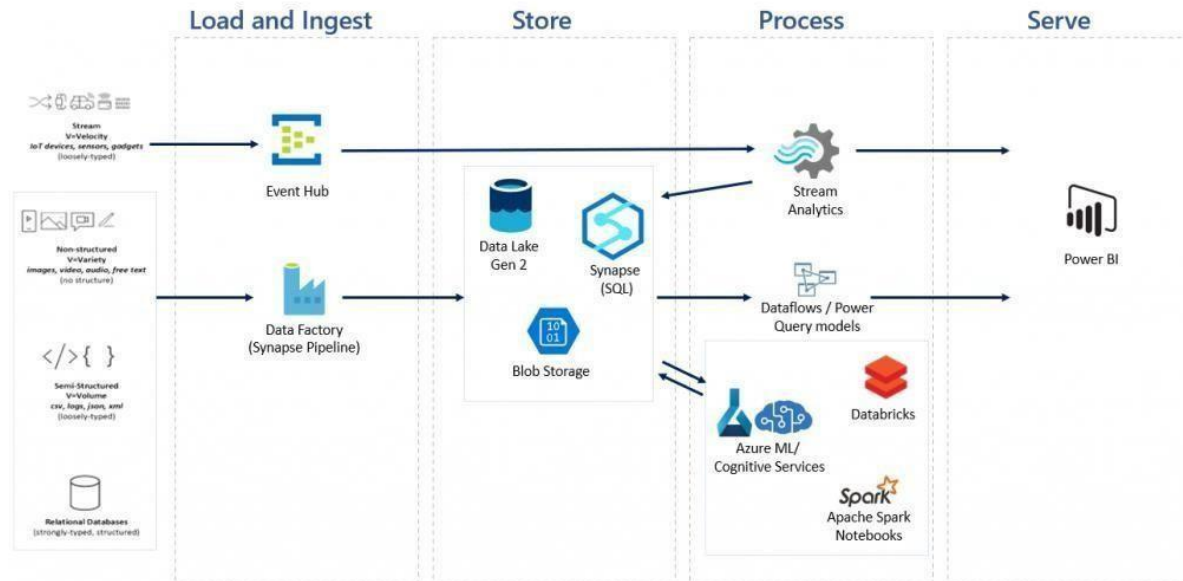 Load and Ingest
Store
Process
Serve
Stream
V=Velocity
IoT devices, sensors, gadgets
(loosely-typed)
Non-structured
V=Variety
images, video, audio, free text
(no structure)
</>{ }
Semi-Structured
V=Volume
csv, logs, json, xml
(loosely-typed)
Relational Databases
(strongly-typed, structured)
Event Hub
Data Factory
(Synapse Pipeline)
Data Lake
Gen 2
Synapse
(SQL)
10
01
Blob Storage
Stream
Analytics
Dataflows / Power
Query models
Databricks
Azure ML/
Cognitive Services
Spark
Apache Spark
Notebooks
Power BI